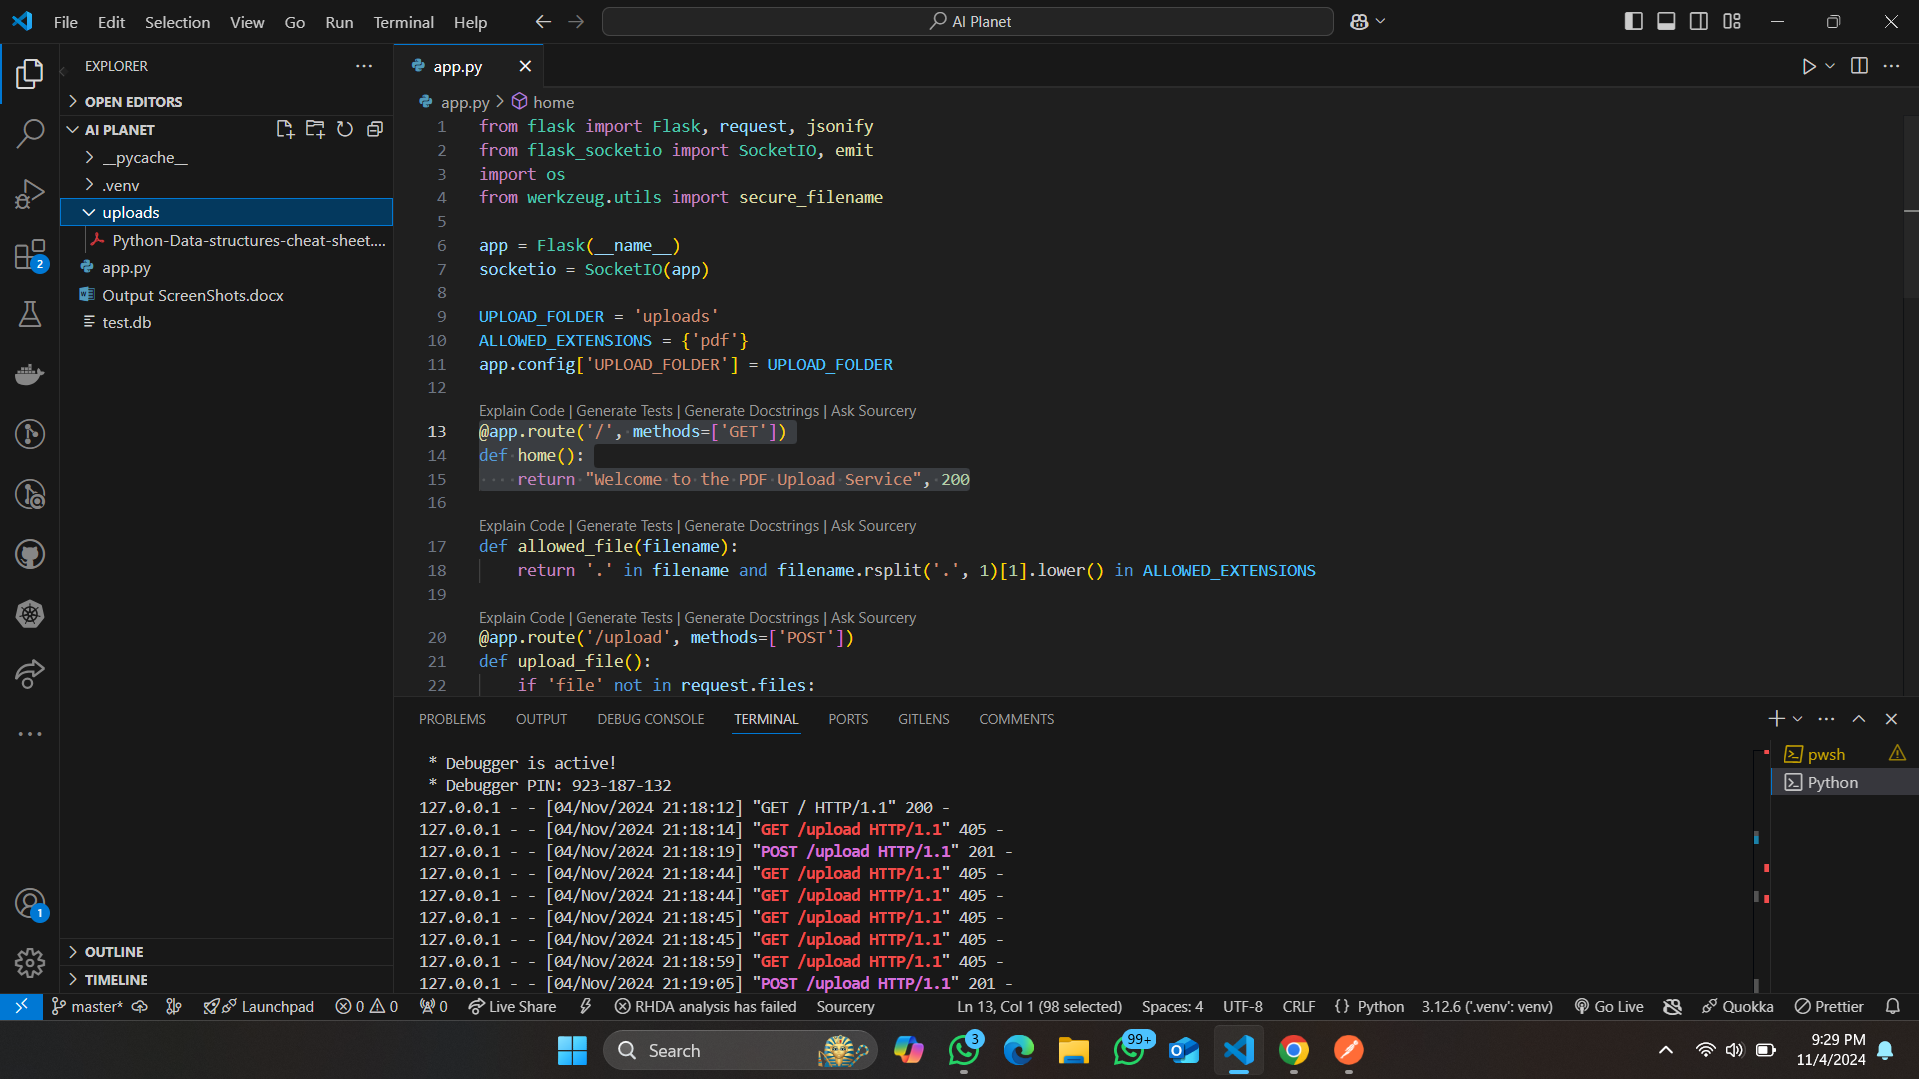 File Edit Selection View Go Run Terminal Help
AI Planet
EXPLORER
OPEN EDITORS
AI PLANET
__pycache__
.venv
uploads
Python-Data-structures-cheat-sheet....
app.py
Output ScreenShots.docx
test.db
OUTLINE
TIMELINE
2
1
app.py
app.py > home
1 from flask import Flask, request, jsonify
2 from flask_socketio import SocketIO, emit
3 import os
4 from werkzeug.utils import secure_filename
5
6 app = Flask(__name__)
7 socketio = SocketIO(app)
8
9 UPLOAD_FOLDER = 'uploads'
10 ALLOWED_EXTENSIONS = {'pdf'}
11 app.config['UPLOAD_FOLDER'] = UPLOAD_FOLDER
12
Explain Code | Generate Tests | Generate Docstrings | Ask Sourcery
13 @app.route('/', methods=['GET'])
14 def home():
15 return "Welcome to the PDF Upload Service", 200
16
Explain Code | Generate Tests | Generate Docstrings | Ask Sourcery
17 def allowed_file(filename):
18 return '.' in filename and filename.rsplit('.', 1)[1].lower() in ALLOWED_EXTENSIONS
19
Explain Code | Generate Tests | Generate Docstrings | Ask Sourcery
20 @app.route('/upload', methods=['POST'])
21 def upload_file():
22 if 'file' not in request.files:
PROBLEMS OUTPUT DEBUG CONSOLE TERMINAL PORTS GITLENS COMMENTS
* Debugger is active!
* Debugger PIN: 923-187-132
127.0.0.1 - - [04/Nov/2024 21:18:12] "GET / HTTP/1.1" 200 -
127.0.0.1 - - [04/Nov/2024 21:18:14] "GET /upload HTTP/1.1" 405 -
127.0.0.1 - - [04/Nov/2024 21:18:19] "POST /upload HTTP/1.1" 201 -
127.0.0.1 - - [04/Nov/2024 21:18:44] "GET /upload HTTP/1.1" 405 -
127.0.0.1 - - [04/Nov/2024 21:18:44] "GET /upload HTTP/1.1" 405 -
127.0.0.1 - - [04/Nov/2024 21:18:45] "GET /upload HTTP/1.1" 405 -
127.0.0.1 - - [04/Nov/2024 21:18:45] "GET /upload HTTP/1.1" 405 -
127.0.0.1 - - [04/Nov/2024 21:18:59] "GET /upload HTTP/1.1" 405 -
127.0.0.1 - - [04/Nov/2024 21:19:05] "POST /upload HTTP/1.1" 201 -
pwsh
Python
master* Launchpad 0 0 0 Live Share RHDA analysis has failed Sourcery Ln 13, Col 1 (98 selected) Spaces: 4 UTF-8 CRLF {} Python 3.12.6 ('.venv': venv) Go Live Quokka Prettier
Search
3
99+
9:29 PM
11/4/2024